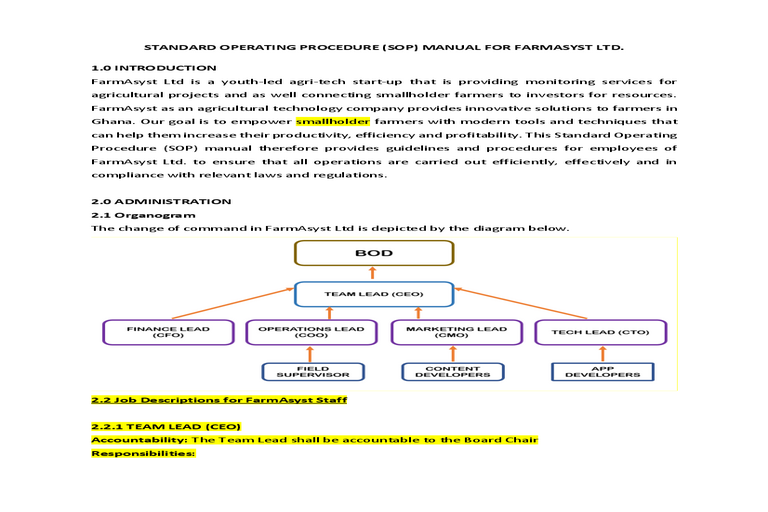 STANDARD OPERATING PROCEDURE (SOP) MANUAL FOR FARMASYST LTD.
1.0 INTRODUCTION
FarmAsyst Ltd is a youth-led agri-tech start-up that is providing monitoring services for
agricultural projects and as well connecting smallholder farmers to investors for resources.
FarmAsyst as an agricultural technology company provides innovative solutions to farmers in
Ghana. Our goal is to empower smallholder farmers with modern tools and techniques that
can help them increase their productivity, efficiency and profitability. This Standard Operating
Procedure (SOP) manual therefore provides guidelines and procedures for employees of
FarmAsyst Ltd. to ensure that all operations are carried out efficiently, effectively and in
compliance with relevant laws and regulations.
2.0 ADMINISTRATION
2.1 Organogram
The change of command in FarmAsyst Ltd is depicted by the diagram below.
BOD
TEAM LEAD (CEO)
FINANCE LEAD
(CFO)
OPERATIONS LEAD
(COO)
MARKETING LEAD
(CMO)
TECH LEAD (CTO)
FIELD
SUPERVISOR
CONTENT
DEVELOPERS
APP
DEVELOPERS
2.2 Job Descriptions for FarmAsyst Staff
2.2.1 TEAM LEAD (CEO)
Accountability: The Team Lead shall be accountable to the Board Chair
Responsibilities: